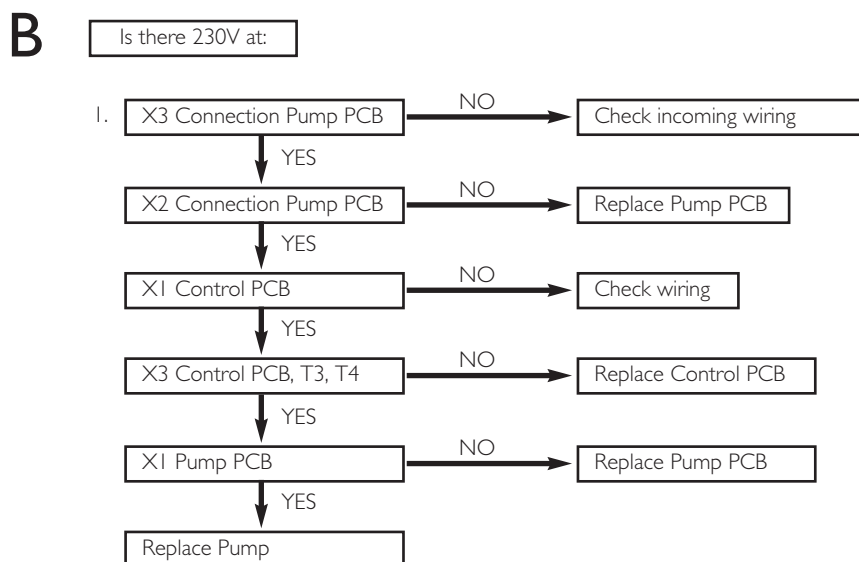 B
Is there 230V at:
1. X3 Connection Pump PCB NO Check incoming wiring
YES
X2 Connection Pump PCB NO Replace Pump PCB
YES
X1 Control PCB NO Check wiring
YES
X3 Control PCB, T3, T4 NO Replace Control PCB
YES
X1 Pump PCB NO Replace Pump PCB
YES
Replace Pump